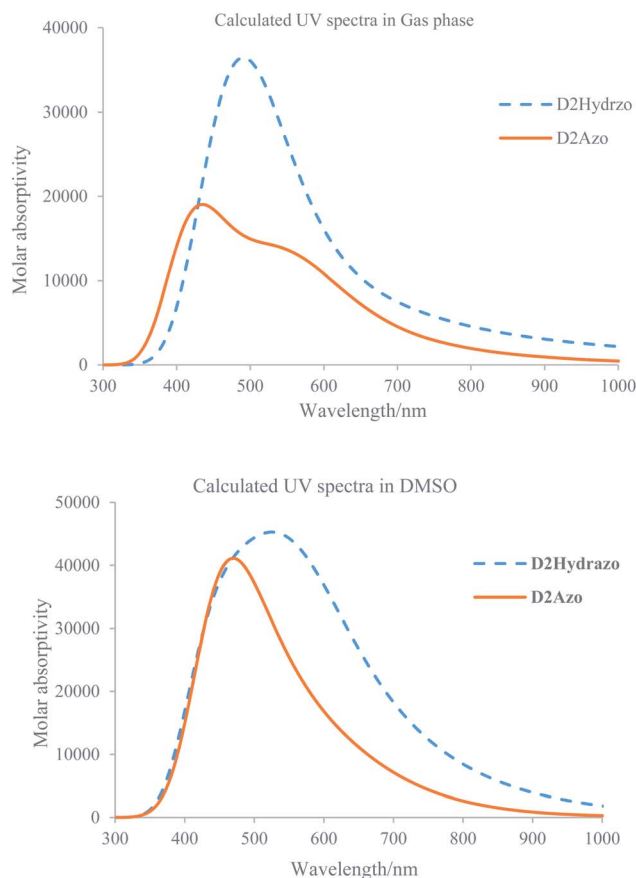 Calculated UV spectra in Gas phase
40000
30000
20000
10000
0
Molar absorptivity
D2Hydrzo
D2Azo
300 400 500 600 700 800 900 1000
Wavelength/nm
Calculated UV spectra in DMSO
50000
40000
30000
20000
10000
0
Molar absorptivity
D2Hydrazo
D2Azo
300 400 500 600 700 800 900 1000
Wavelength/nm